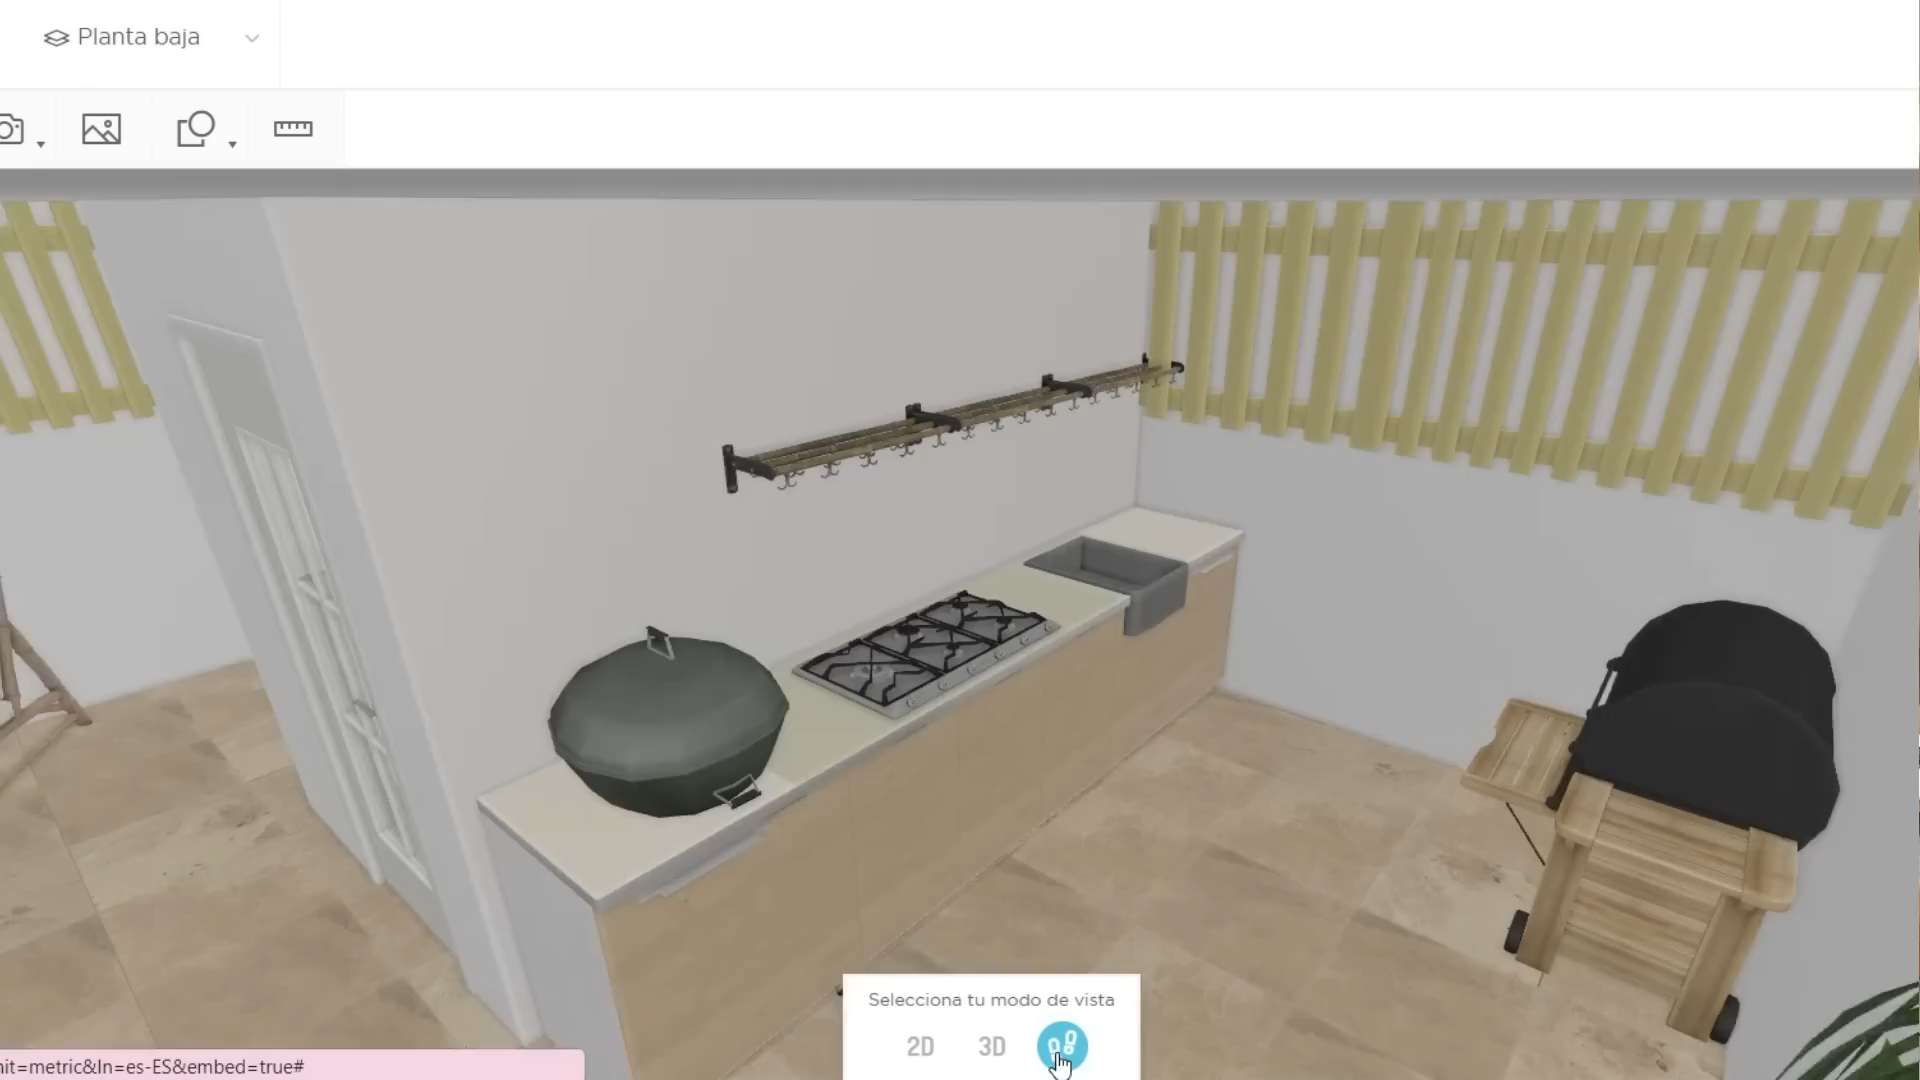 Planta baja
Selecciona tu modo de vista
2D 3D
nit=metric&ln=es-ES&embed=true#